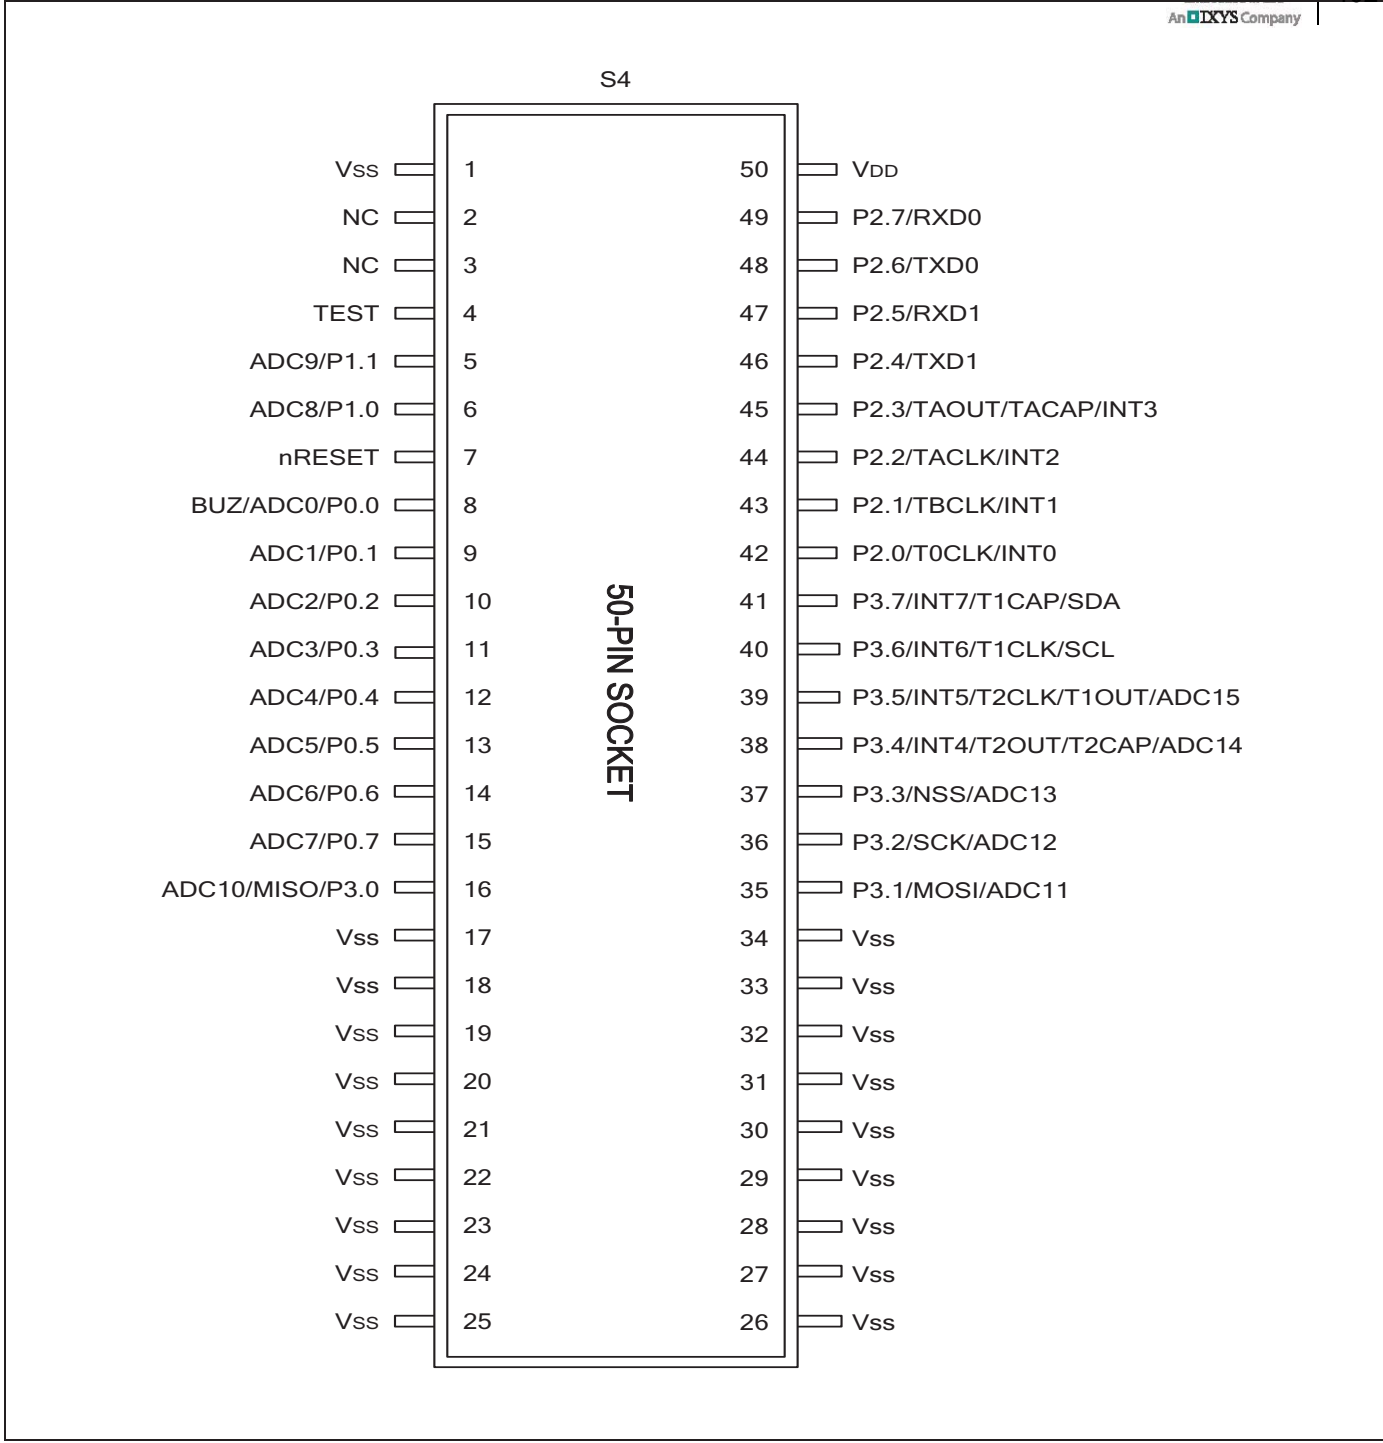 An IXYS Company
S4
Vss 1 50 VDD
NC 2 49 P2.7/RXD0
NC 3 48 P2.6/TXD0
TEST 4 47 P2.5/RXD1
ADC9/P1.1 5 46 P2.4/TXD1
ADC8/P1.0 6 45 P2.3/TAOUT/TACAP/INT3
nRESET 7 44 P2.2/TACLK/INT2
BUZ/ADC0/P0.0 8 43 P2.1/TBCLK/INT1
ADC1/P0.1 9 42 P2.0/T0CLK/INT0
ADC2/P0.2 10 41 P3.7/INT7/T1CAP/SDA
ADC3/P0.3 11 40 P3.6/INT6/T1CLK/SCL
ADC4/P0.4 12 39 P3.5/INT5/T2CLK/T1OUT/ADC15
ADC5/P0.5 13 38 P3.4/INT4/T2OUT/T2CAP/ADC14
ADC6/P0.6 14 37 P3.3/NSS/ADC13
ADC7/P0.7 15 36 P3.2/SCK/ADC12
ADC10/MISO/P3.0 16 35 P3.1/MOSI/ADC11
Vss 17 34 Vss
Vss 18 33 Vss
Vss 19 32 Vss
Vss 20 31 Vss
Vss 21 30 Vss
Vss 22 29 Vss
Vss 23 28 Vss
Vss 24 27 Vss
Vss 25 26 Vss
50-PIN SOCKET